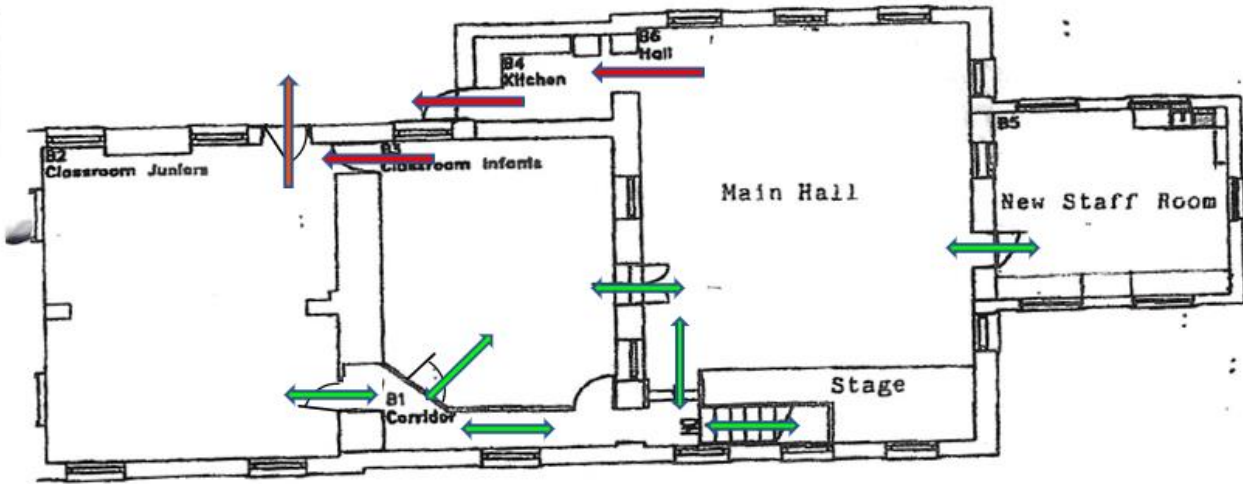 B6
Hall
B4
Kitchen
B2
Classroom Juniors
B3
Classroom Infants
B5
Main Hall
New Staff Room
B1
Corridor
Stage
DN